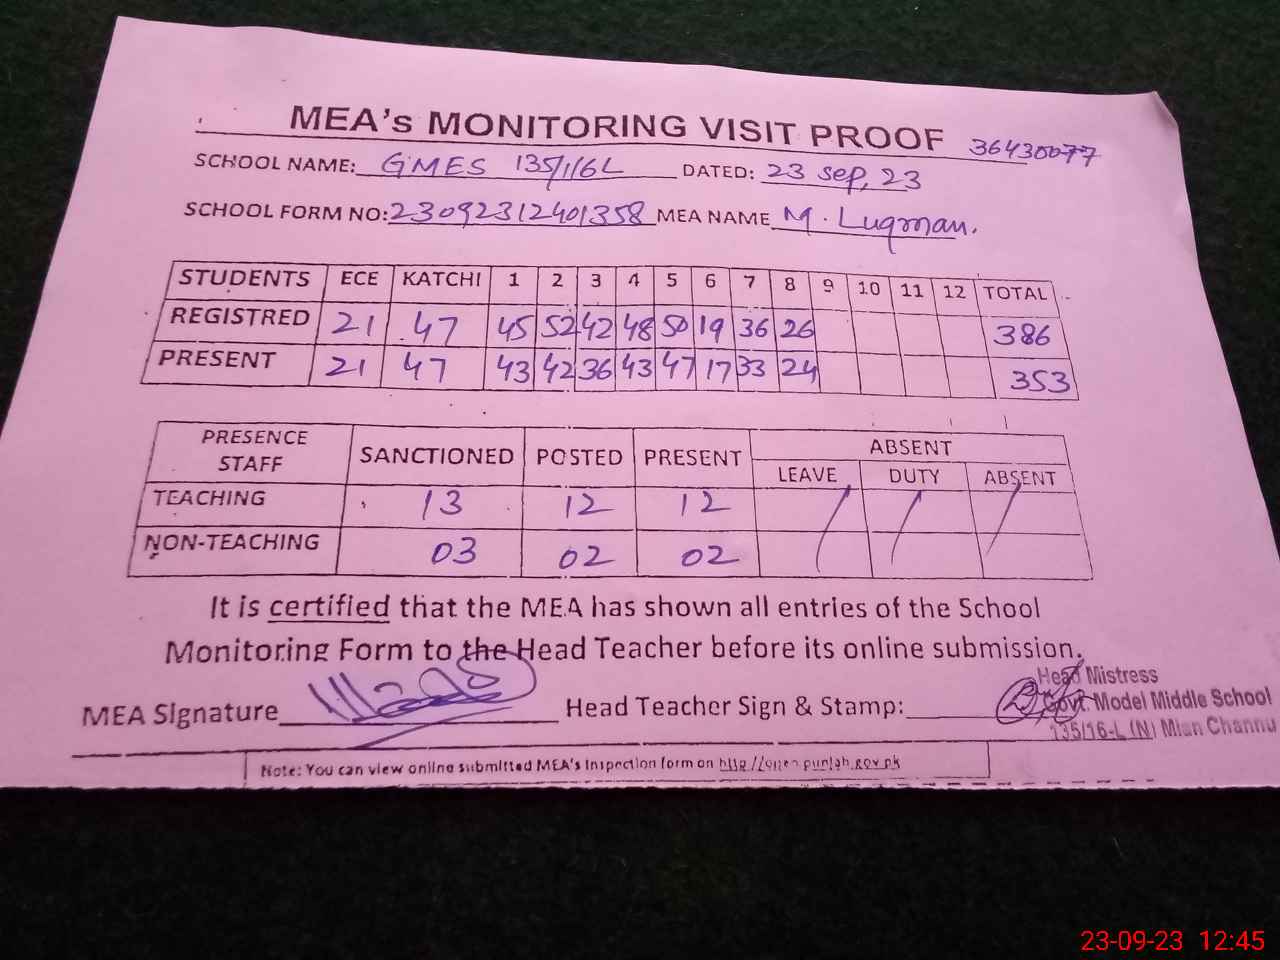 MEA's MONITORING VISIT PROOF 36430077
SCHOOL NAME: GMES 135/16L DATED: 23 Sep, 23
SCHOOL FORM NO: 23092312401358 MEA NAME M. Luqman.
STUDENTS ECE KATCHI 1 2 3 4 5 6 7 8 9 10 11 12 TOTAL
REGISTRED 21 47 45 52 42 48 50 19 36 26 386
PRESENT 21 47 43 42 36 43 47 17 33 24 353
PRESENCE STAFF SANCTIONED POSTED PRESENT ABSENT
LEAVE DUTY ABSENT
TEACHING 13 12 12
NON-TEACHING 03 02 02
It is certified that the MEA has shown all entries of the School
Monitoring Form to the Head Teacher before its online submission.
MEA Signature Head Teacher Sign & Stamp:
Head Mistress
Govt. Model Middle School
135/16-L (N) Mian Channu
Note: You can view online submitted MEA's inspection form on
23-09-23 12:45